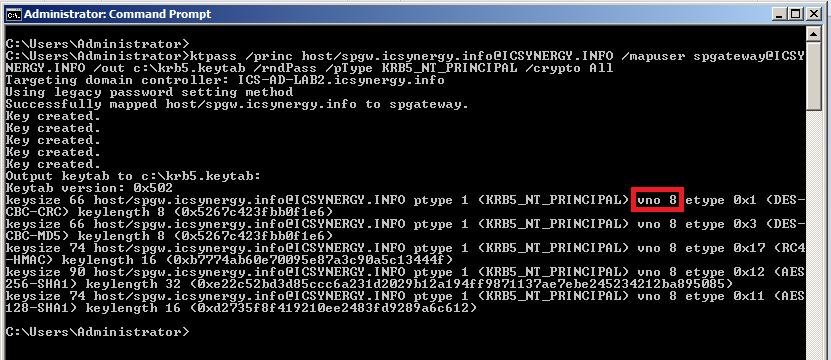 Administrator: Command Prompt
C:\Users\Administrator>
C:\Users\Administrator>ktpass /princ host/spgw.icsynergy.info@ICSYNERGY.INFO /mapuser spgateway@ICSY
NERGY.INFO /out c:\krb5.keytab /rndPass /pType KRB5_NT_PRINCIPAL /crypto All
Targeting domain controller: ICS-AD-LAB2.icsynergy.info
Using legacy password setting method
Successfully mapped host/spgw.icsynergy.info to spgateway.
Key created.
Key created.
Key created.
Key created.
Key created.
Output keytab to c:\krb5.keytab:
Keytab version: 0x502
keysize 66 host/spgw.icsynergy.info@ICSYNERGY.INFO ptype 1 (KRB5_NT_PRINCIPAL) vno 8 etype 0x1 (DES-
CBC-CRC) keylength 8 (0x5267c423fbb0f1e6)
keysize 66 host/spgw.icsynergy.info@ICSYNERGY.INFO ptype 1 (KRB5_NT_PRINCIPAL) vno 8 etype 0x3 (DES-
CBC-MD5) keylength 8 (0x5267c423fbb0f1e6)
keysize 74 host/spgw.icsynergy.info@ICSYNERGY.INFO ptype 1 (KRB5_NT_PRINCIPAL) vno 8 etype 0x17 (RC4
-HMAC) keylength 16 (0xb7774ab60e70095e87a3c90a5c13444f)
keysize 90 host/spgw.icsynergy.info@ICSYNERGY.INFO ptype 1 (KRB5_NT_PRINCIPAL) vno 8 etype 0x12 (AES
256-SHA1) keylength 32 (0xe22c52bd3d85ccc6a231d2029b12a194ff9871137ae7ebe245234212ba895085)
keysize 74 host/spgw.icsynergy.info@ICSYNERGY.INFO ptype 1 (KRB5_NT_PRINCIPAL) vno 8 etype 0x11 (AES
128-SHA1) keylength 16 (0xd2735f8f419210ee2483fd9289a6c612)
C:\Users\Administrator>